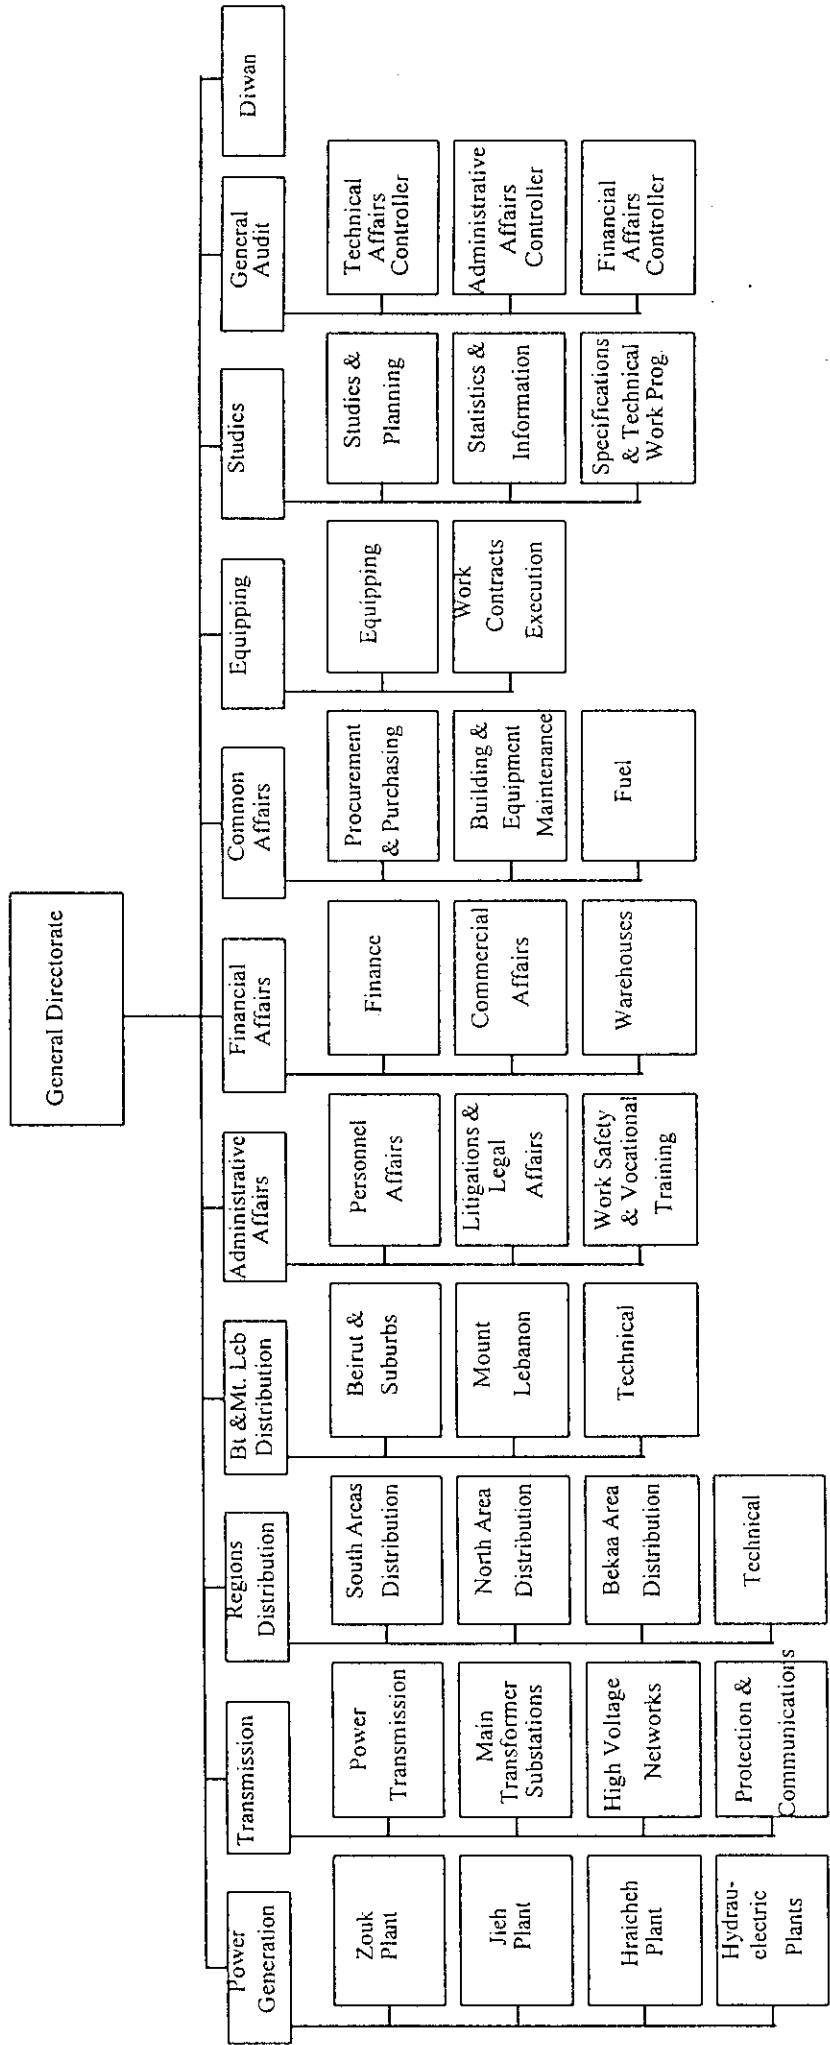 General Directorate
Power
Generation
Transmission
Regions
Distribution
Bt &Mt. Leb
Distribution
Administrative
Affairs
Financial
Affairs
Common
Affairs
Equipping
Studies
General
Audit
Diwan
Zouk
Plant
Jieh
Plant
Hraicheh
Plant
Hydrau-
electric
Plants
Power
Transmission
Main
Transformer
Substations
High Voltage
Networks
Protection &
Communications
South Areas
Distribution
North Area
Distribution
Bekaa Area
Distribution
Technical
Beirut &
Suburbs
Mount
Lebanon
Technical
Personnel
Affairs
Litigations &
Legal
Affairs
Work Safety
& Vocational
Training
Finance
Commercial
Affairs
Warehouses
Procurement
& Purchasing
Building &
Equipment
Maintenance
Fuel
Equipping
Work
Contracts
Execution
Studies &
Planning
Statistics &
Information
Specifications
& Technical
Work Prog.
Technical
Affairs
Controller
Administrative
Affairs
Controller
Financial
Affairs
Controller